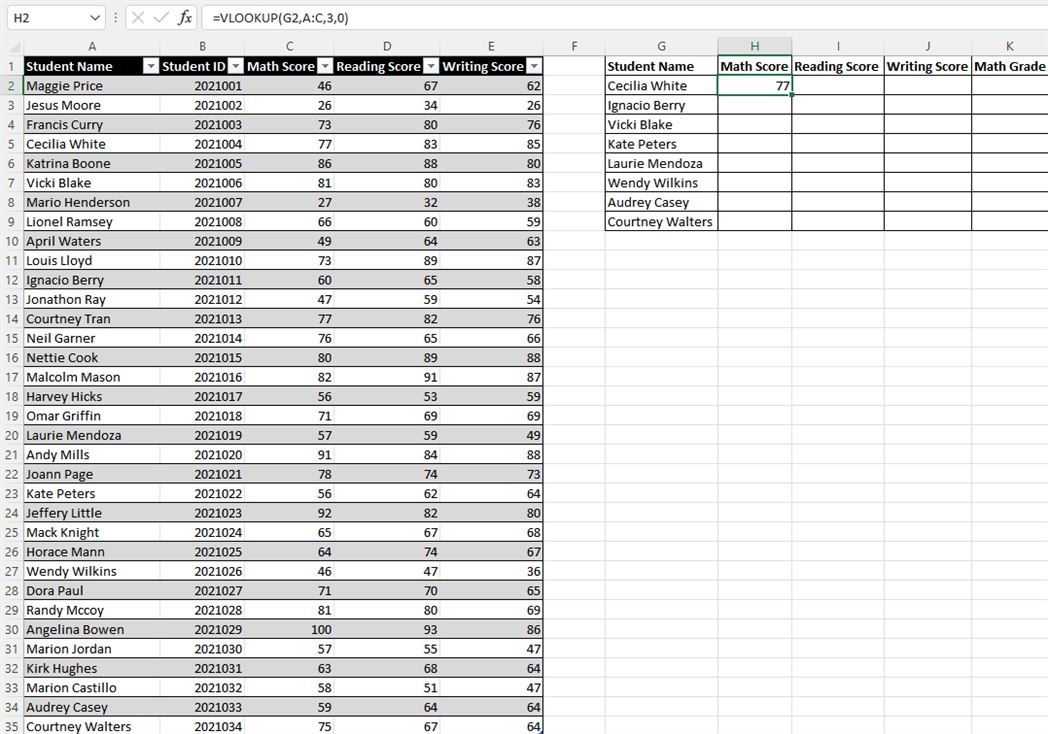 H2 fx =VLOOKUP(G2,A:C,3,0)
A B C D E F G H I J K
1 Student Name Student ID Math Score Reading Score Writing Score Student Name Math Score Reading Score Writing Score Math Grade
2 Maggie Price 2021001 46 67 62 Cecilia White 77
3 Jesus Moore 2021002 26 34 26 Ignacio Berry
4 Francis Curry 2021003 73 80 76 Vicki Blake
5 Cecilia White 2021004 77 83 85 Kate Peters
6 Katrina Boone 2021005 86 88 80 Laurie Mendoza
7 Vicki Blake 2021006 81 80 83 Wendy Wilkins
8 Mario Henderson 2021007 27 32 38 Audrey Casey
9 Lionel Ramsey 2021008 66 60 59 Courtney Walters
10 April Waters 2021009 49 64 63
11 Louis Lloyd 2021010 73 89 87
12 Ignacio Berry 2021011 60 65 58
13 Jonathon Ray 2021012 47 59 54
14 Courtney Tran 2021013 77 82 76
15 Neil Garner 2021014 76 65 66
16 Nettie Cook 2021015 80 89 88
17 Malcolm Mason 2021016 82 91 87
18 Harvey Hicks 2021017 56 53 59
19 Omar Griffin 2021018 71 69 69
20 Laurie Mendoza 2021019 57 59 49
21 Andy Mills 2021020 91 84 88
22 Joann Page 2021021 78 74 73
23 Kate Peters 2021022 56 62 64
24 Jeffery Little 2021023 92 82 80
25 Mack Knight 2021024 65 67 68
26 Horace Mann 2021025 64 74 67
27 Wendy Wilkins 2021026 46 47 36
28 Dora Paul 2021027 71 70 65
29 Randy Mccoy 2021028 81 80 69
30 Angelina Bowen 2021029 100 93 86
31 Marion Jordan 2021030 57 55 47
32 Kirk Hughes 2021031 63 68 64
33 Marion Castillo 2021032 58 51 47
34 Audrey Casey 2021033 59 64 64
35 Courtney Walters 2021034 75 67 64